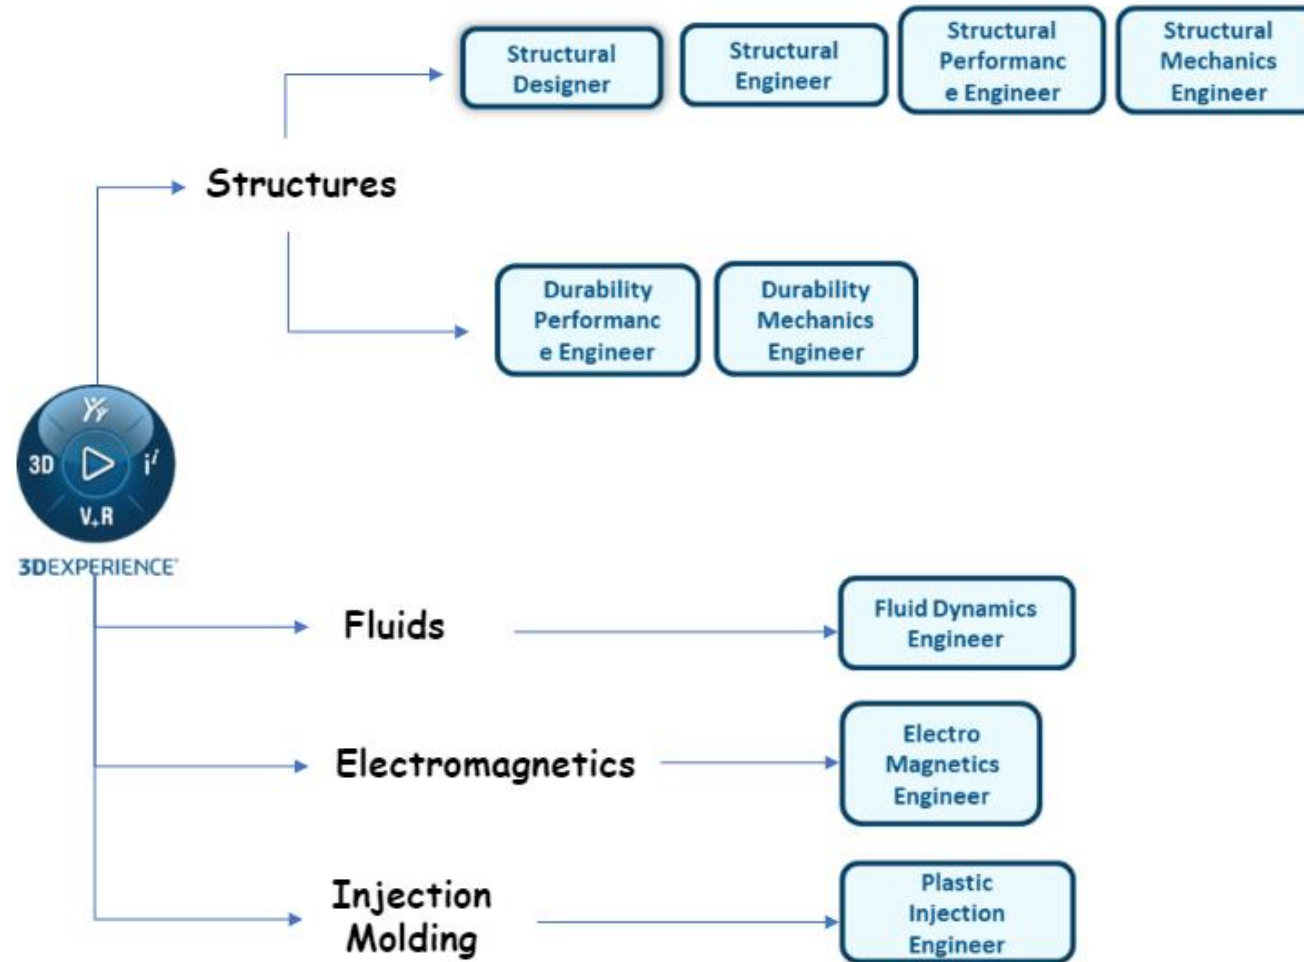 Structural
Designer
Structural
Engineer
Structural
Performanc
e Engineer
Structural
Mechanics
Engineer
Structures
Durability
Performanc
e Engineer
Durability
Mechanics
Engineer
3D
i
V+R
3DEXPERIENCE
Fluids
Fluid Dynamics
Engineer
Electromagnetics
Electro
Magnetics
Engineer
Injection
Molding
Plastic
Injection
Engineer